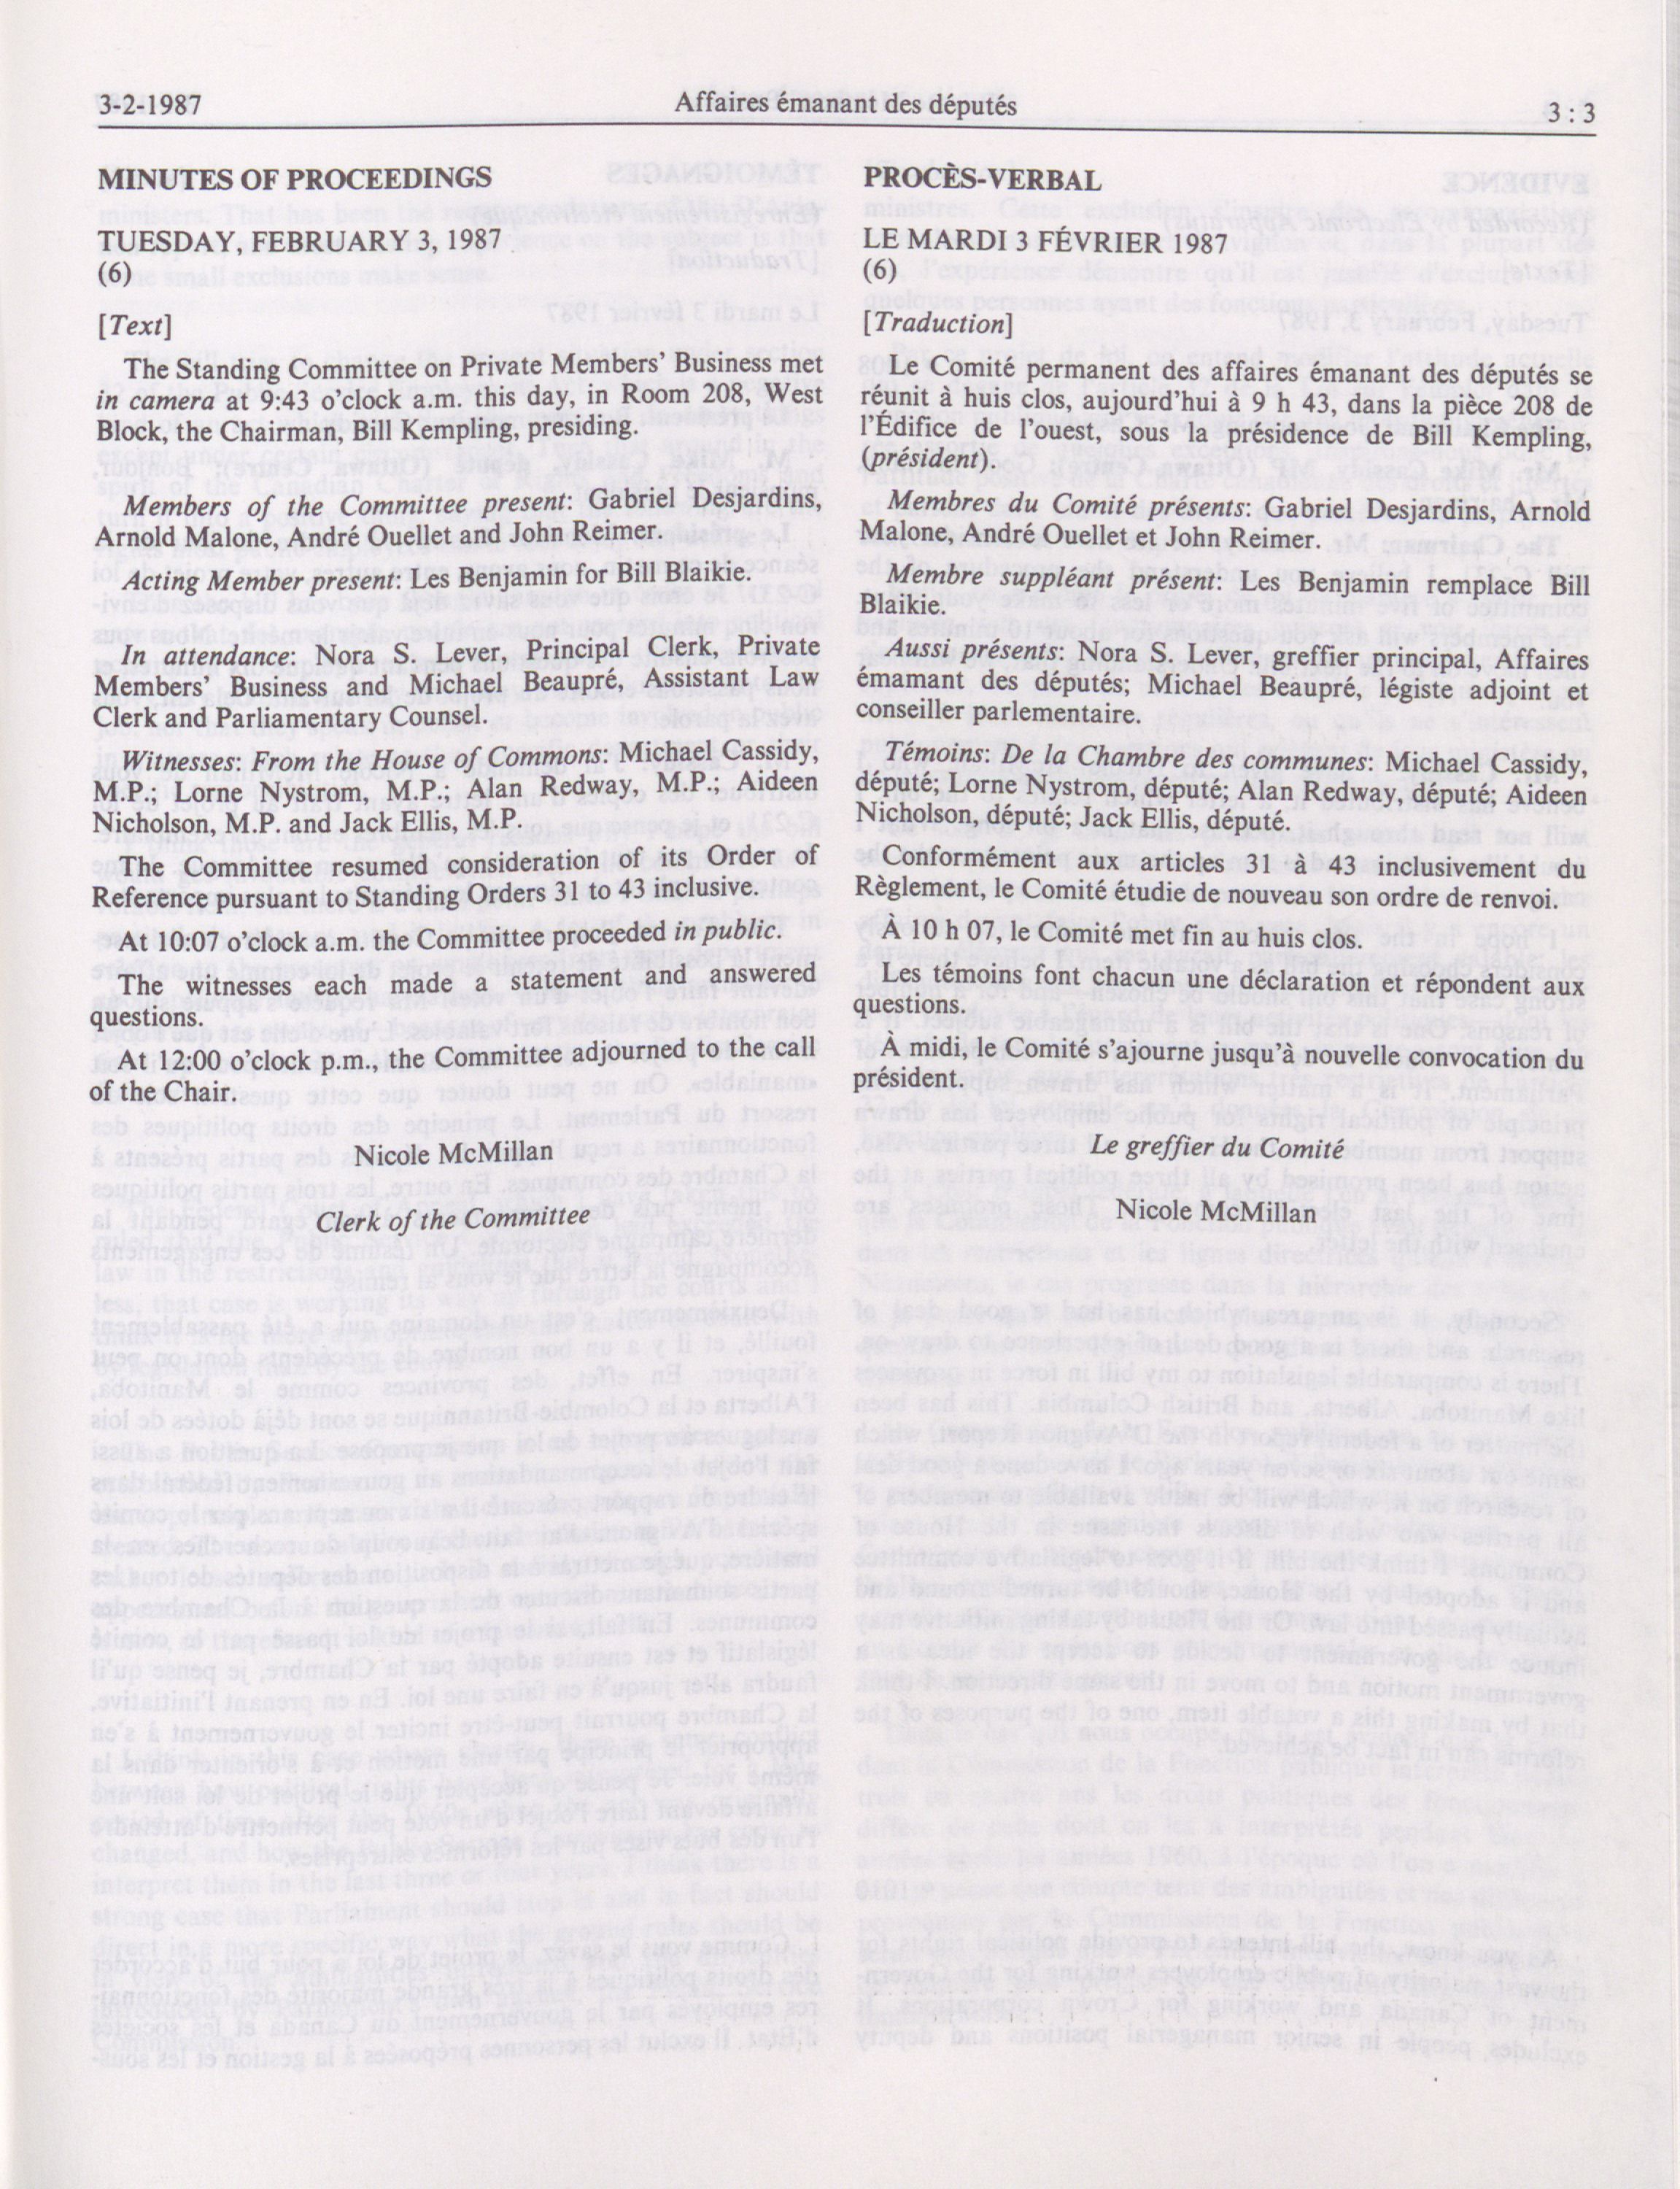 3-2-1987 Affaires émanant des députés 3 : 3
MINUTES OF PROCEEDINGS
TUESDAY, FEBRUARY 3, 1987
(6)
[Text]
The Standing Committee on Private Members’ Business met
in camera at 9:43 o’clock a.m. this day, in Room 208, West
Block, the Chairman, Bill Kempling, presiding.
Members of the Committee present: Gabriel Desjardins,
Arnold Malone, André Ouellet and John Reimer.
Acting Member present: Les Benjamin for Bill Blaikie.
In attendance: Nora S. Lever, Principal Clerk, Private
Members’ Business and Michael Beaupré, Assistant Law
Clerk and Parliamentary Counsel.
Witnesses: From the House of Commons: Michael Cassidy,
M.P.; Lorne Nystrom, M.P.; Alan Redway, M.P.; Aideen
Nicholson, M.P. and Jack Ellis, M.P.
The Committee resumed consideration of its Order of
Reference pursuant to Standing Orders 31 to 43 inclusive.
At 10:07 o’clock a.m. the Committee proceeded in public.
The witnesses each made a statement and answered
questions.
At 12:00 o’clock p.m., the Committee adjourned to the call
of the Chair.
Nicole McMillan
Clerk of the Committee
PROCÈS-VERBAL
LE MARDI 3 FÉVRIER 1987
(6)
[Traduction]
Le Comité permanent des affaires émanant des députés se
réunit à huis clos, aujourd’hui à 9 h 43, dans la pièce 208 de
l’Édifice de l’ouest, sous la présidence de Bill Kempling,
(président).
Membres du Comité présents: Gabriel Desjardins, Arnold
Malone, André Ouellet et John Reimer.
Membre suppléant présent: Les Benjamin remplace Bill
Blaikie.
Aussi présents: Nora S. Lever, greffier principal, Affaires
émamant des députés; Michael Beaupré, légiste adjoint et
conseiller parlementaire.
Témoins: De la Chambre des communes: Michael Cassidy,
député; Lorne Nystrom, député; Alan Redway, député; Aideen
Nicholson, député; Jack Ellis, député.
Conformément aux articles 31 à 43 inclusivement du
Règlement, le Comité étudie de nouveau son ordre de renvoi.
À 10 h 07, le Comité met fin au huis clos.
Les témoins font chacun une déclaration et répondent aux
questions.
À midi, le Comité s’ajourne jusqu’à nouvelle convocation du
président.
Le greffier du Comité
Nicole McMillan